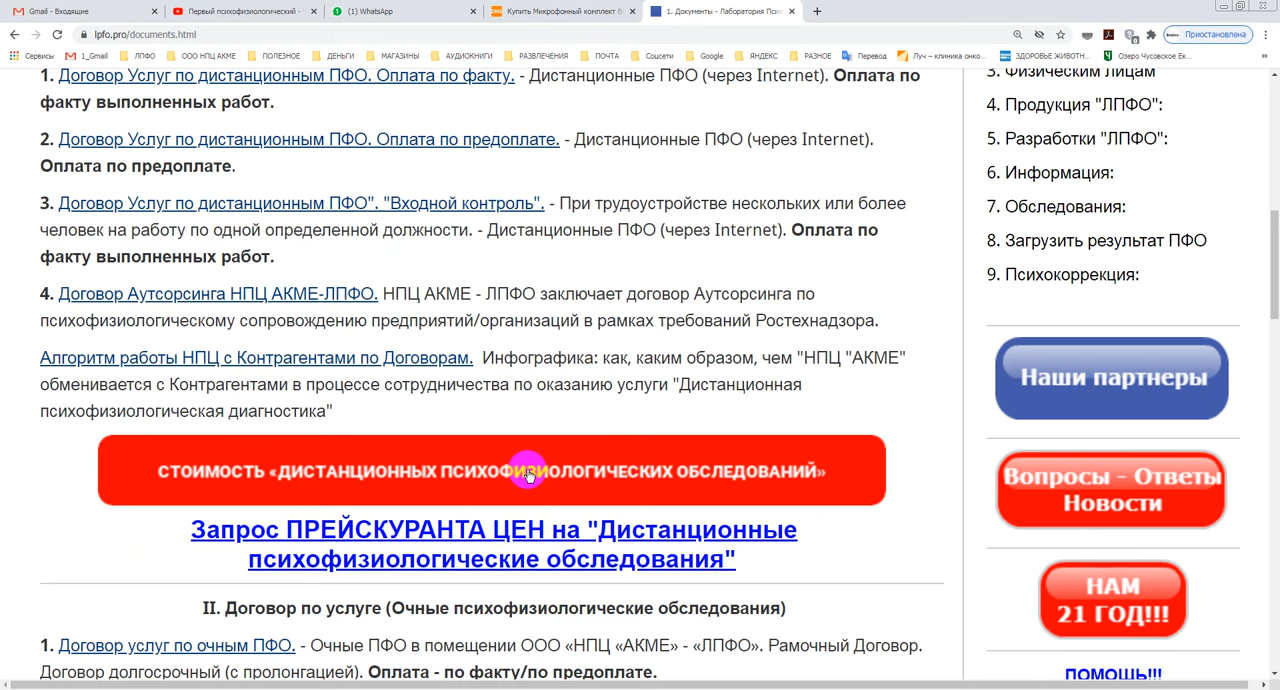 Gmail - Входящие
Первый психофизиологический -
(1) WhatsApp
Купить Микрофонный комплект
1. Документы - Лаборатория Пси
lpfo.pro/documents.html
Приостановлена
Сервисы
1_Gmail
ЛПФО
ООО НПЦ АКМЕ
ПОЛЕЗНОЕ
ДЕНЬГИ
МАГАЗИНЫ
АУДИОКНИГИ
РАЗВЛЕЧЕНИЯ
ПОЧТА
Соцсети
Google
ЯНДЕКС
РАЗНОЕ
Перевод
Луч – клиника онко...
ЗДОРОВЬЕ ЖИВОТН...
Озеро Чусовское Ек...
1. Договор Услуг по дистанционным ПФО. Оплата по факту. - Дистанционные ПФО (через Internet). Оплата по
факту выполненных работ.
2. Договор Услуг по дистанционным ПФО. Оплата по предоплате. - Дистанционные ПФО (через Internet).
Оплата по предоплате.
3. Договор Услуг по дистанционным ПФО". "Входной контроль". - При трудоустройстве нескольких или более
человек на работу по одной определенной должности. - Дистанционные ПФО (через Internet). Оплата по
факту выполненных работ.
4. Договор Аутсорсинга НПЦ АКМЕ-ЛПФО. НПЦ АКМЕ - ЛПФО заключает договор Аутсорсинга по
психофизиологическому сопровождению предприятий/организаций в рамках требований Ростехнадзора.
Алгоритм работы НПЦ с Контрагентами по Договорам. Инфографика: как, каким образом, чем "НПЦ "АКМЕ"
обменивается с Контрагентами в процессе сотрудничества по оказанию услуги "Дистанционная
психофизиологическая диагностика"
СТОИМОСТЬ «ДИСТАНЦИОННЫХ ПСИХОФИЗИОЛОГИЧЕСКИХ ОБСЛЕДОВАНИЙ»
Запрос ПРЕЙСКУРАНТА ЦЕН на "Дистанционные
психофизиологические обследования"
II. Договор по услуге (Очные психофизиологические обследования)
1. Договор услуг по очным ПФО. - Очные ПФО в помещении ООО «НПЦ «АКМЕ» - «ЛПФО». Рамочный Договор.
Договор долгосрочный (с пролонгацией). Оплата - по факту/по предоплате.
3. Физическим Лицам
4. Продукция "ЛПФО":
5. Разработки "ЛПФО":
6. Информация:
7. Обследования:
8. Загрузить результат ПФО
9. Психокоррекция:
Наши партнеры
Вопросы - Ответы
Новости
НАМ
21 ГОД!!!
ПОМОЩЬ!!!